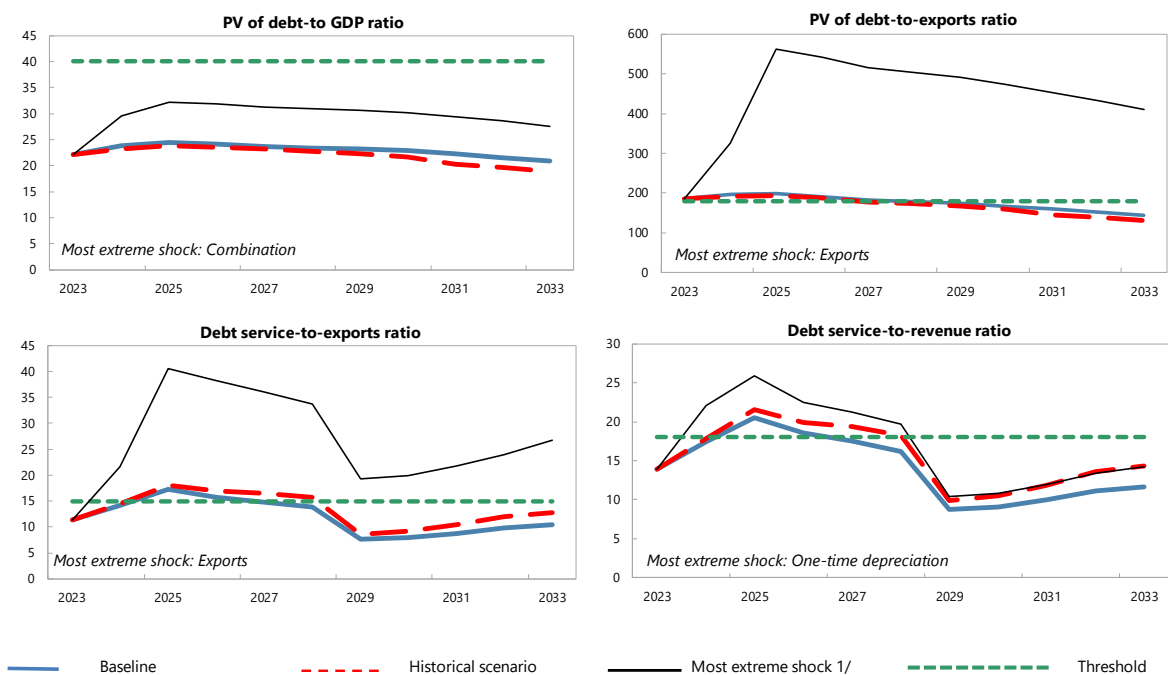 PV of debt-to GDP ratio
45
40
35
30
25
20
15
10
5
0
Most extreme shock: Combination
2023 2025 2027 2029 2031 2033
PV of debt-to-exports ratio
600
500
400
300
200
100
0
Most extreme shock: Exports
2023 2025 2027 2029 2031 2033
Debt service-to-exports ratio
45
40
35
30
25
20
15
10
5
0
Most extreme shock: Exports
2023 2025 2027 2029 2031 2033
Debt service-to-revenue ratio
30
25
20
15
10
5
0
Most extreme shock: One-time depreciation
2023 2025 2027 2029 2031 2033
Baseline Historical scenario Most extreme shock 1/ Threshold